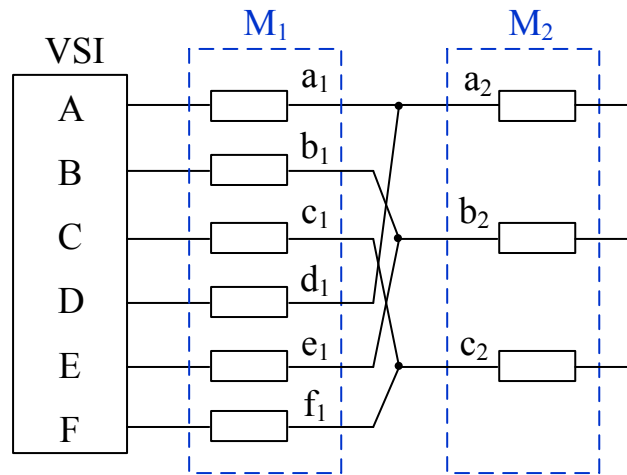 M₁
M₂
VSI
A
a₁
a₂
B
b₁
C
c₁
b₂
D
d₁
E
e₁
c₂
F
f₁